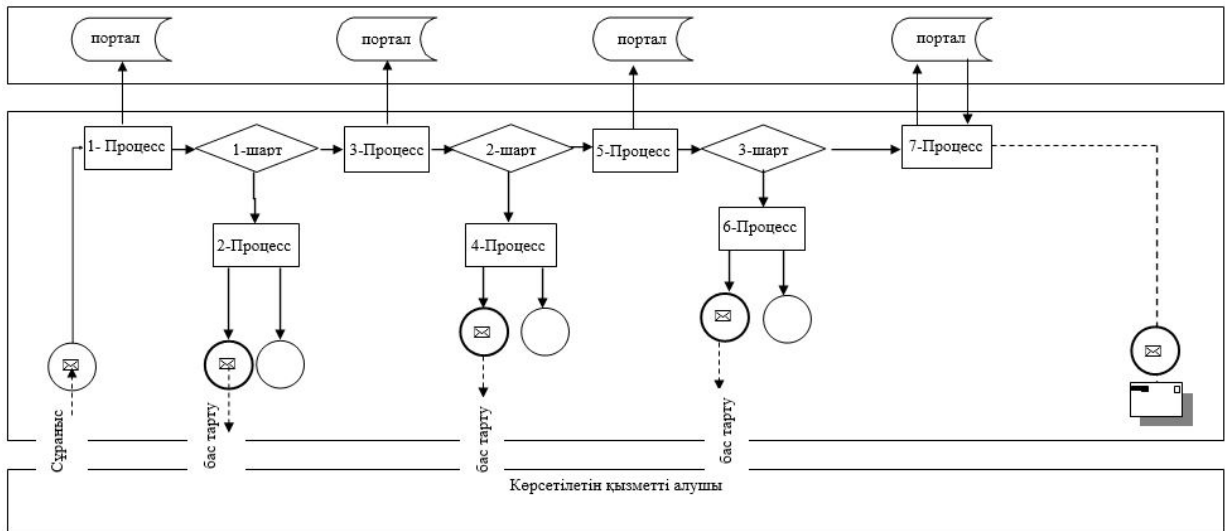 портал
портал
портал
портал
1- Процесс
1-шарт
3-Процесс
2-шарт
5-Процесс
3-шарт
7-Процесс
2-Процесс
4-Процесс
6-Процесс
Сұраныс
бас тарту
бас тарту
бас тарту
Көрсетілетін қызметті алушы